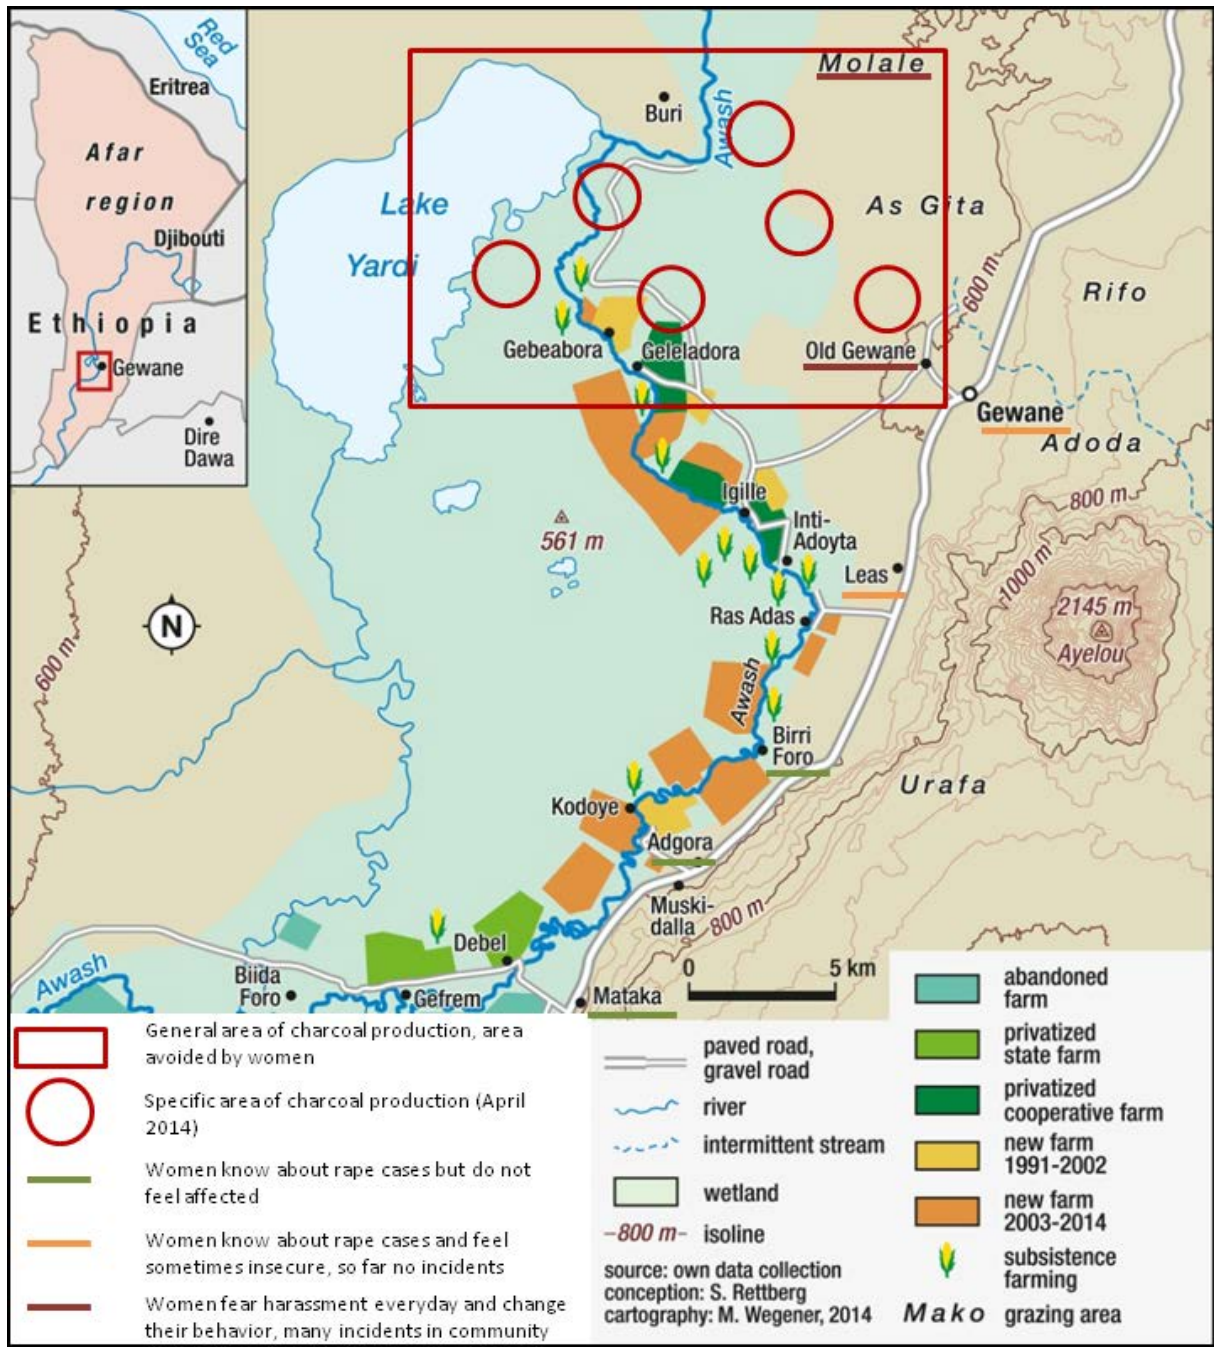 Red
Sea
Eritrea
Afar
region
Djibouti
Ethiopia
Gewane
Dire
Dawa
Molale
Buri
Awash
Lake
Yardi
As Gita
600 m
Rifo
Gebeabora
Geleladora
Old Gewane
Gewane
Adoda
800 m
Igille
Inti-
Adoyta
561 m
Leas
1000 m
2145 m
Ayelou
Ras Adas
600 m
Awash
Birri
Foro
Urafa
Kodoye
Adgora
Muski-
dalla
800 m
Debel
Awash
Biida
Foro
Gefrem
Mataka
N
0 5 km
General area of charcoal production, area
avoided by women
Specific area of charcoal production (April
2014)
Women know about rape cases but do not
feel affected
Women know about rape cases and feel
sometimes insecure, so far no incidents
Women fear harassment everyday and change
their behavior, many incidents in community
paved road,
gravel road
river
intermittent stream
wetland
-800 m- isoline
source: own data collection
conception: S. Rettberg
cartography: M. Wegener, 2014
abandoned
farm
privatized
state farm
privatized
cooperative farm
new farm
1991-2002
new farm
2003-2014
subsistence
farming
Mako grazing area